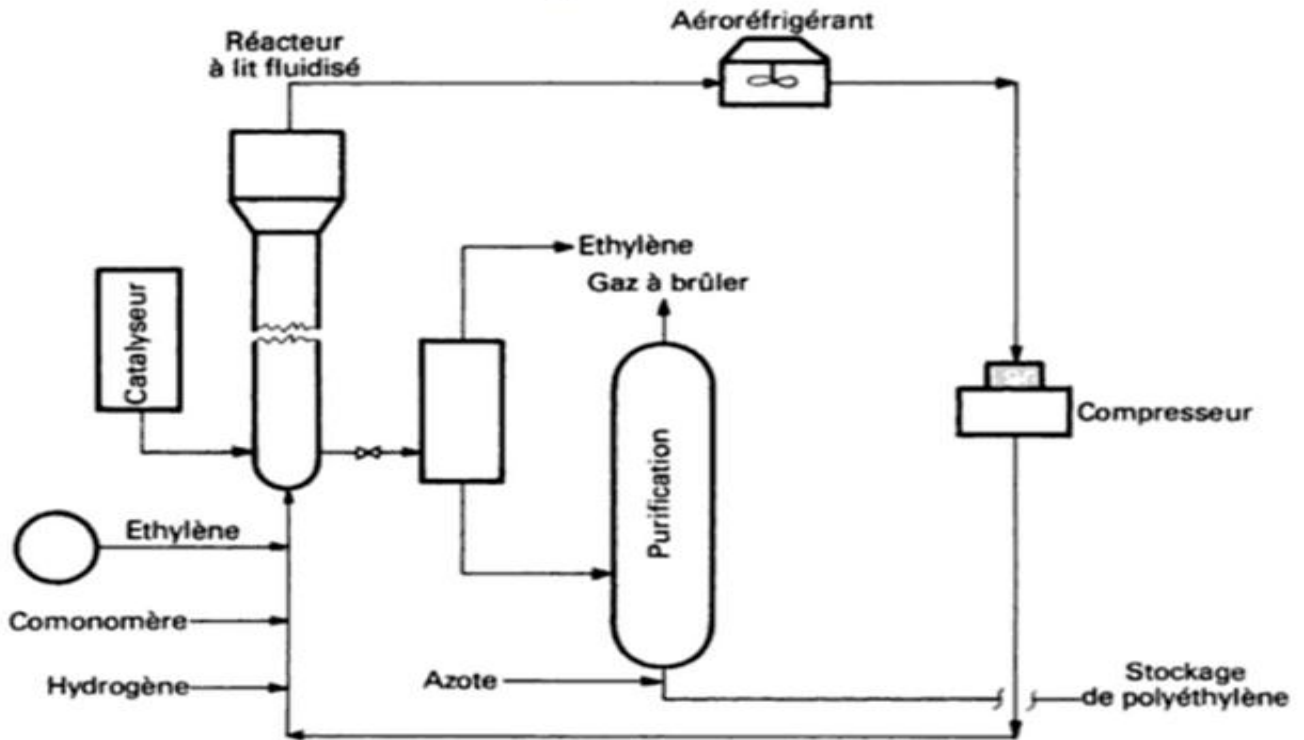 Aéroréfrigérant
Réacteur
à lit fluidisé
Ethylène
Gaz à brûler
Catalyseur
Compresseur
Purification
Ethylène
Comonomère
Hydrogène
Azote
Stockage
de polyéthylène